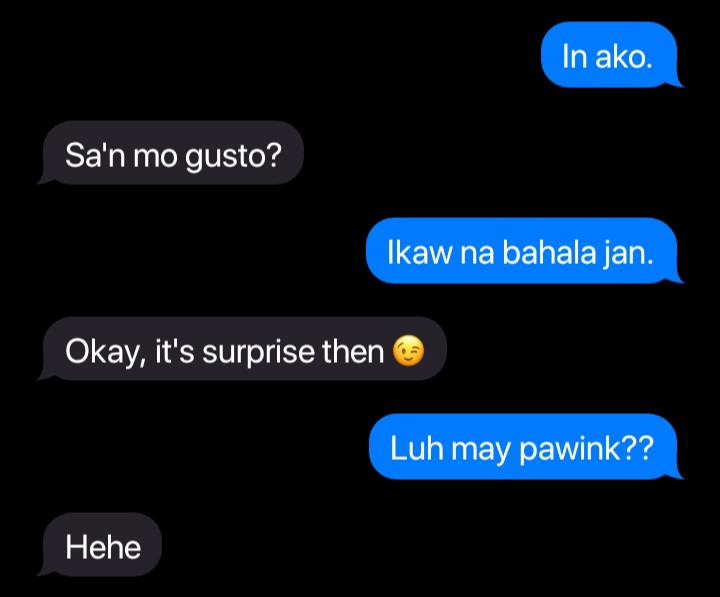 In ako.
Sa'n mo gusto?
Ikaw na bahala jan.
Okay, it's surprise then 😉
Luh may pawink??
Hehe